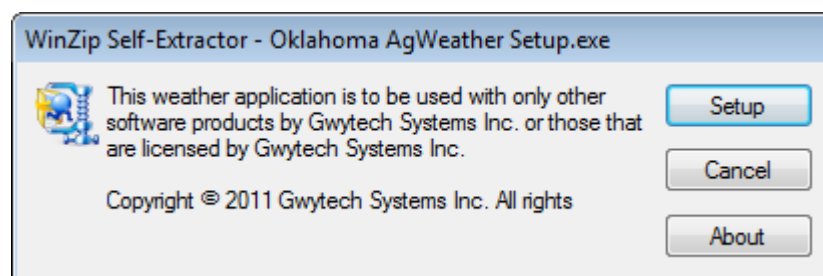 WinZip Self-Extractor - Oklahoma AgWeather Setup.exe
This weather application is to be used with only other
software products by Gwytech Systems Inc. or those that
are licensed by Gwytech Systems Inc.
Copyright © 2011 Gwytech Systems Inc. All rights
Setup
Cancel
About